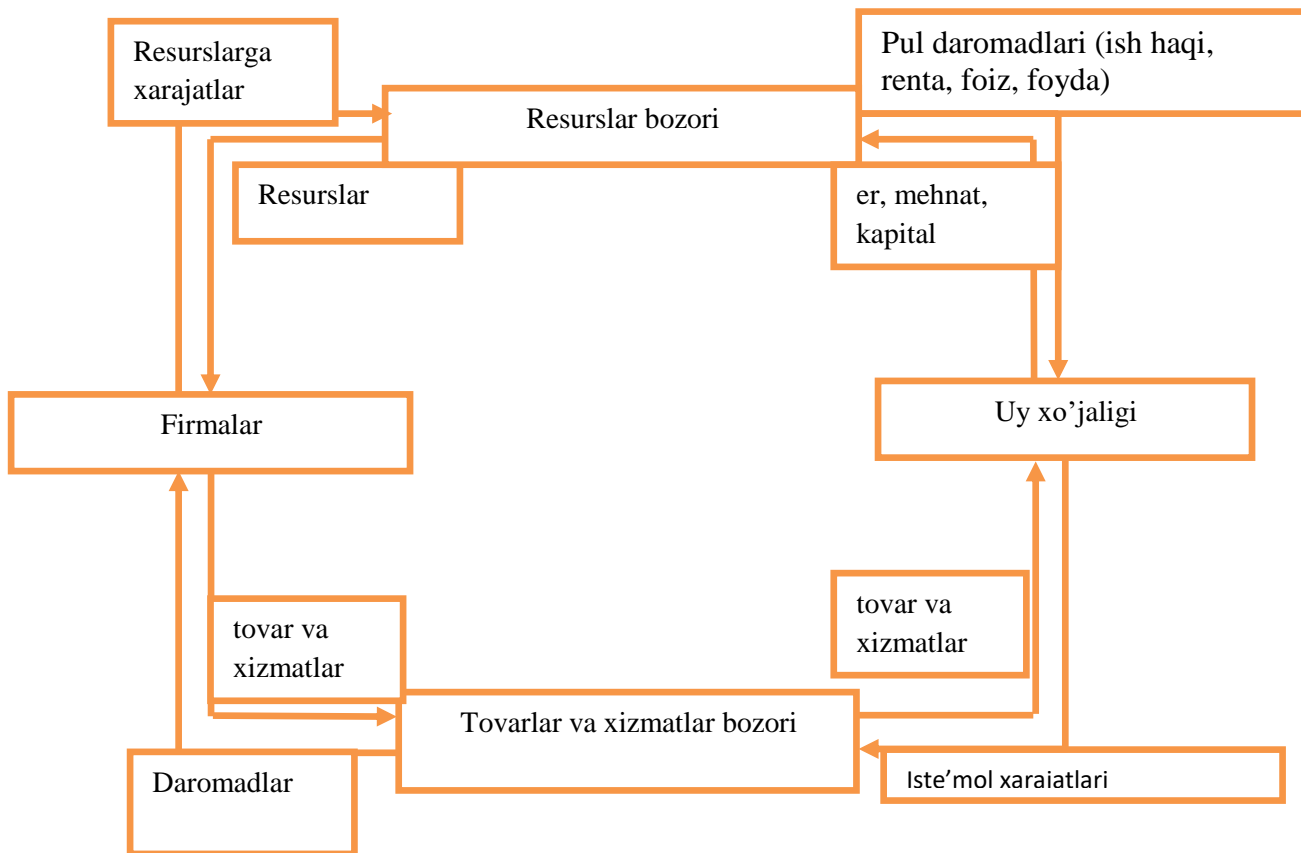 Resurslarga
xarajatlar
Pul daromadlari (ish haqi,
renta, foiz, foyda)
Resurslar bozori
Resurslar
er, mehnat,
kapital
Firmalar
Uy xo’jaligi
tovar va
xizmatlar
tovar va
xizmatlar
Tovarlar va xizmatlar bozori
Daromadlar
Iste’mol xaraiatlari